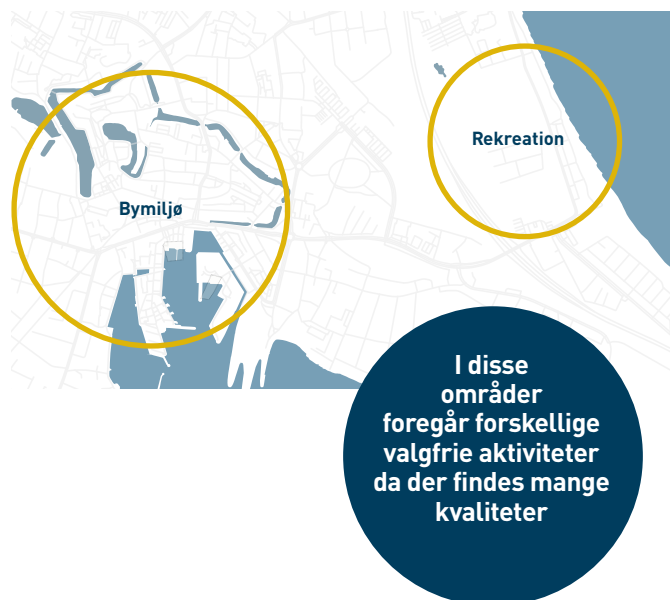 Rekreation
Bymiljø
I disse
områder
foregår forskellige
valgfrie aktiviteter
da der findes mange
kvaliteter